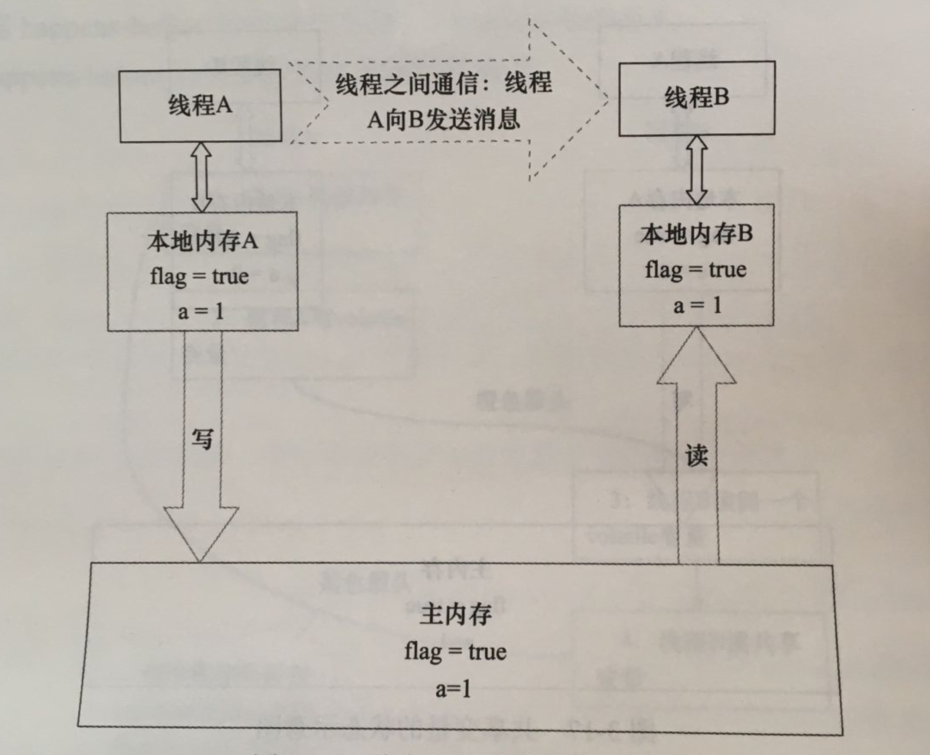 线程A
线程之间通信：线程
A向B发送消息
线程B
本地内存A
flag = true
a = 1
本地内存B
flag = true
a = 1
写
读
主内存
flag = true
a=1